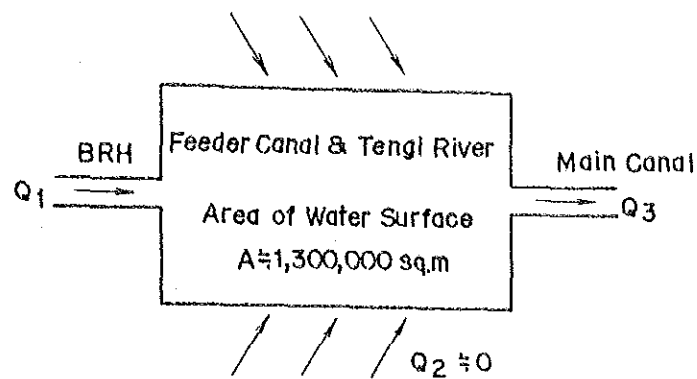 BRH
Q1
Feeder Canal & Tengi River
Area of Water Surface
A≒1,300,000 sq.m
Main Canal
Q3
Q2≒0